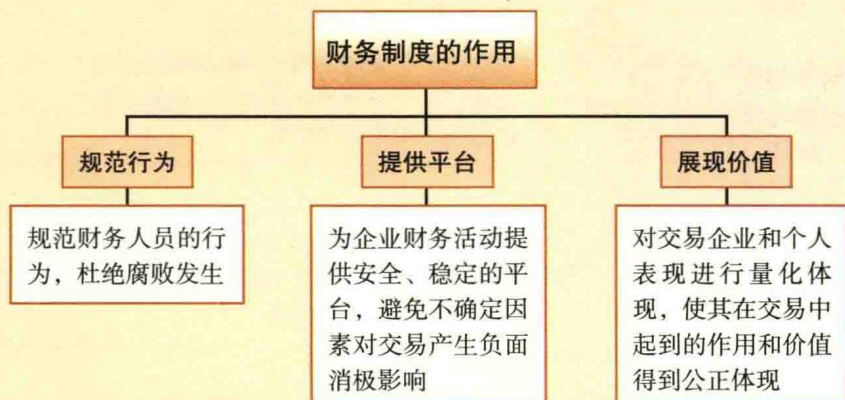 财务制度的作用
规范行为
提供平台
展现价值
规范财务人员的行
为，杜绝腐败发生
为企业财务活动提
供安全、稳定的平
台，避免不确定因
素对交易产生负面
消极影响
对交易企业和个人
表现进行量化体
现，使其在交易中
起到的作用和价值
得到公正体现